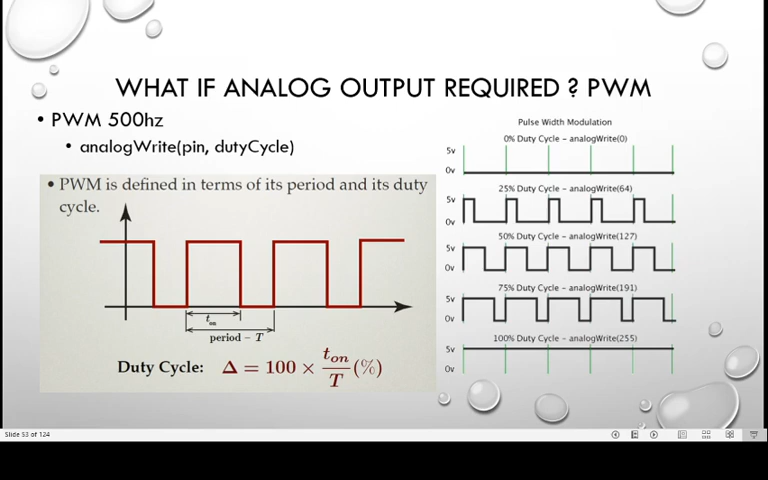 WHAT IF ANALOG OUTPUT REQUIRED ? PWM
• PWM 500hz
• analogWrite(pin, dutyCycle)
• PWM is defined in terms of its period and its duty
cycle.
t_on
period – T
Duty Cycle: Δ = 100 × t_on/T (%)
Pulse Width Modulation
0% Duty Cycle – analogWrite(0)
5v
0v
25% Duty Cycle – analogWrite(64)
5v
0v
50% Duty Cycle – analogWrite(127)
5v
0v
75% Duty Cycle – analogWrite(191)
5v
0v
100% Duty Cycle – analogWrite(255)
5v
0v
Slide 53 of 124